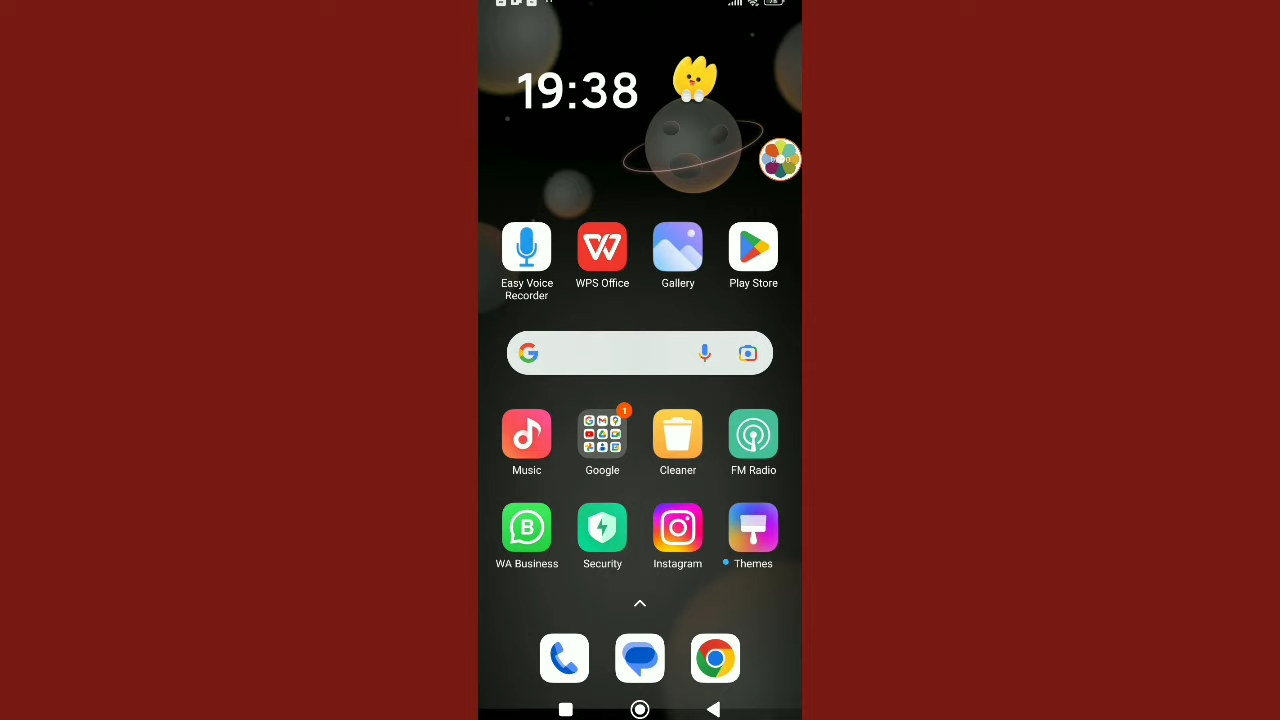 19:38
Easy Voice
Recorder
WPS Office
Gallery
Play Store
1
Music
Google
Cleaner
FM Radio
B
WA Business
Security
Instagram
Themes